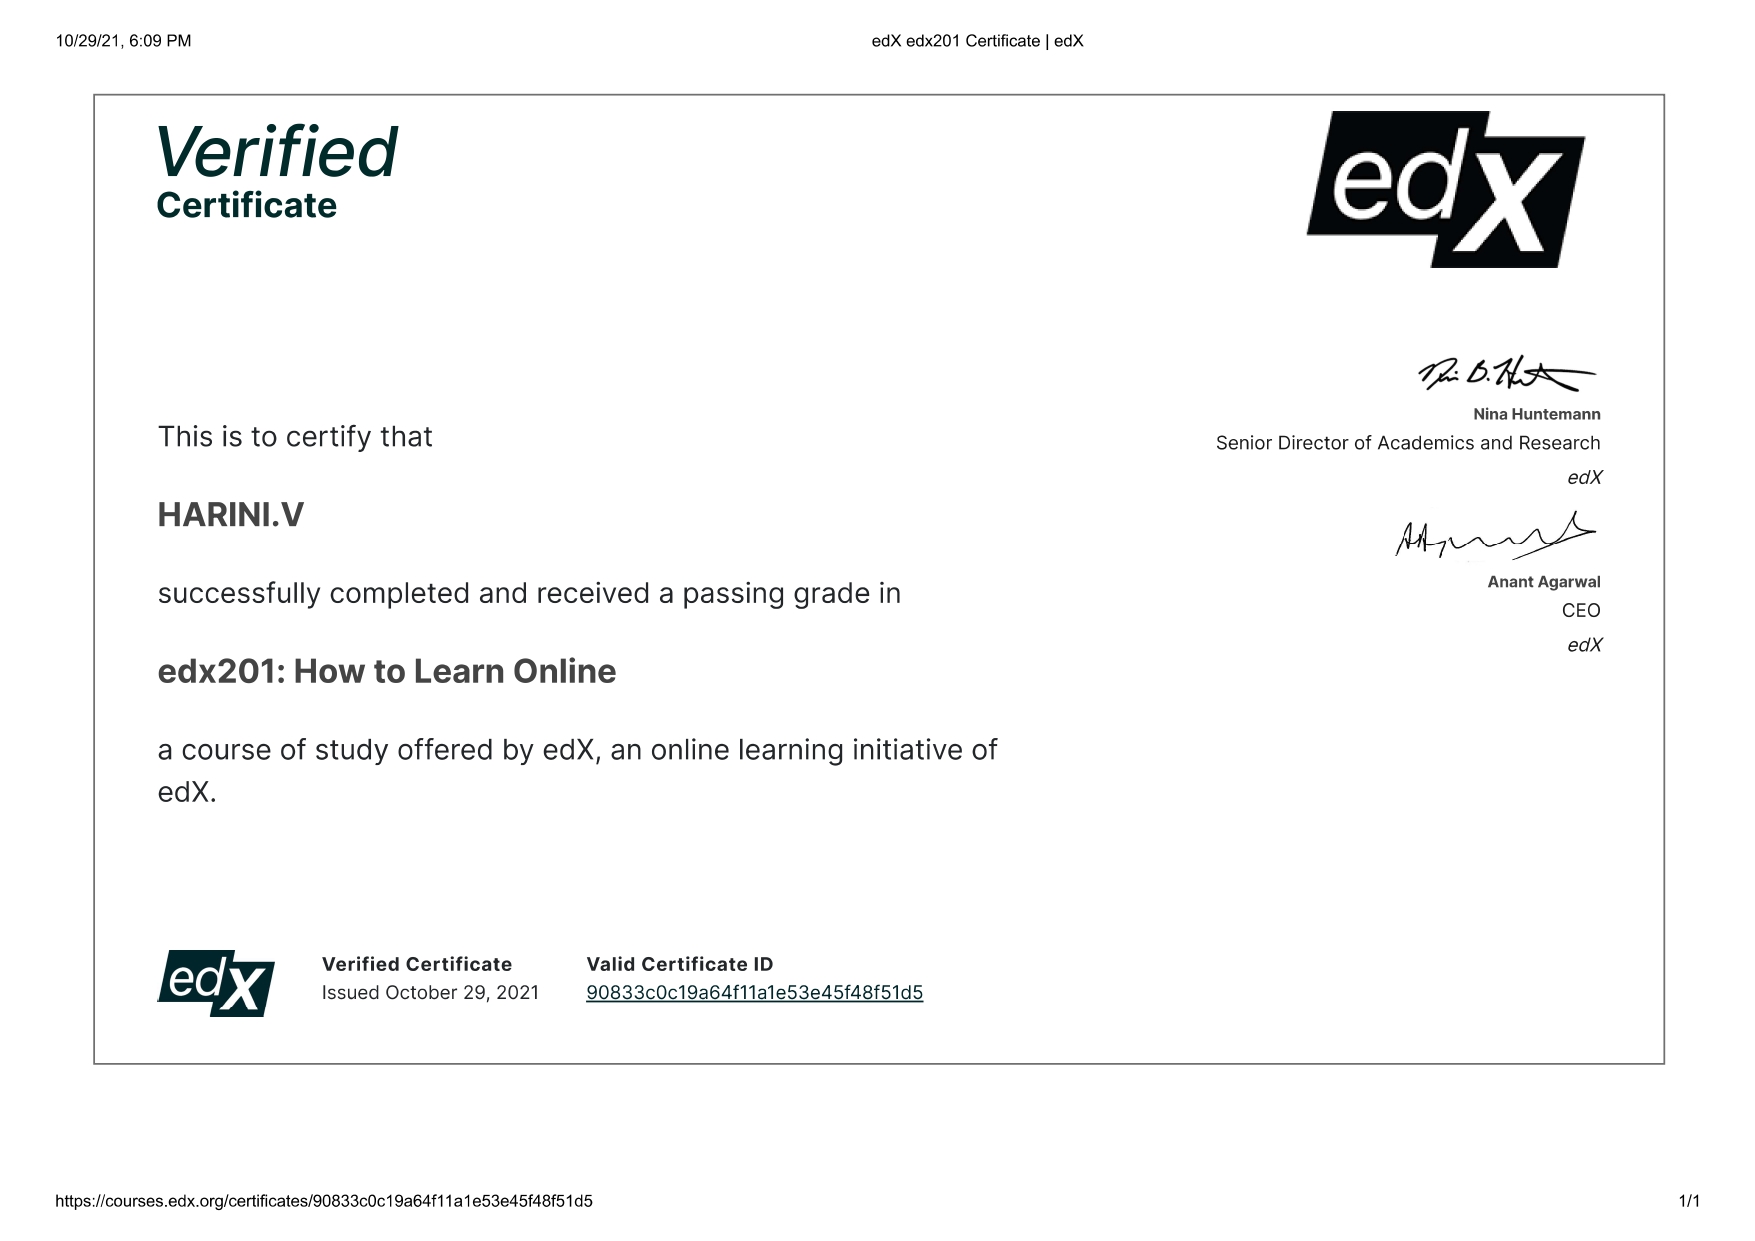 10/29/21, 6:09 PM
edX edx201 Certificate | edX
Verified
Certificate
edX
This is to certify that
HARINI.V
successfully completed and received a passing grade in
edx201: How to Learn Online
a course of study offered by edX, an online learning initiative of
edX.
Nina Huntemann
Senior Director of Academics and Research
edX
Anant Agarwal
CEO
edX
edX
Verified Certificate
Issued October 29, 2021
Valid Certificate ID
90833c0c19a64f11a1e53e45f48f51d5
https://courses.edx.org/certificates/90833c0c19a64f11a1e53e45f48f51d5
1/1